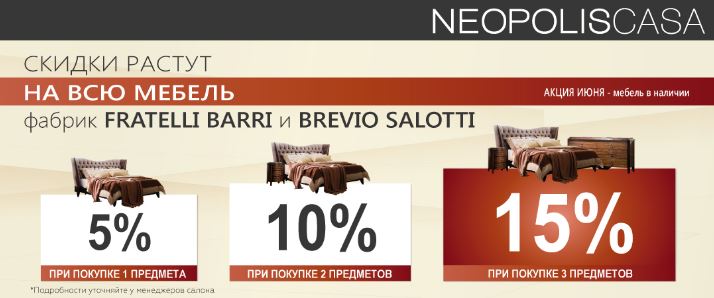 NEOPOLISCASA
СКИДКИ РАСТУТ
НА ВСЮ МЕБЕЛЬ
АКЦИЯ ИЮНЯ - мебель в наличии
фабрик FRATELLI BARRI и BREVIO SALOTTI
5%
10%
15%
ПРИ ПОКУПКЕ 1 ПРЕДМЕТА
ПРИ ПОКУПКЕ 2 ПРЕДМЕТОВ
ПРИ ПОКУПКЕ 3 ПРЕДМЕТОВ
*Подробности уточняйте у менеджеров салона